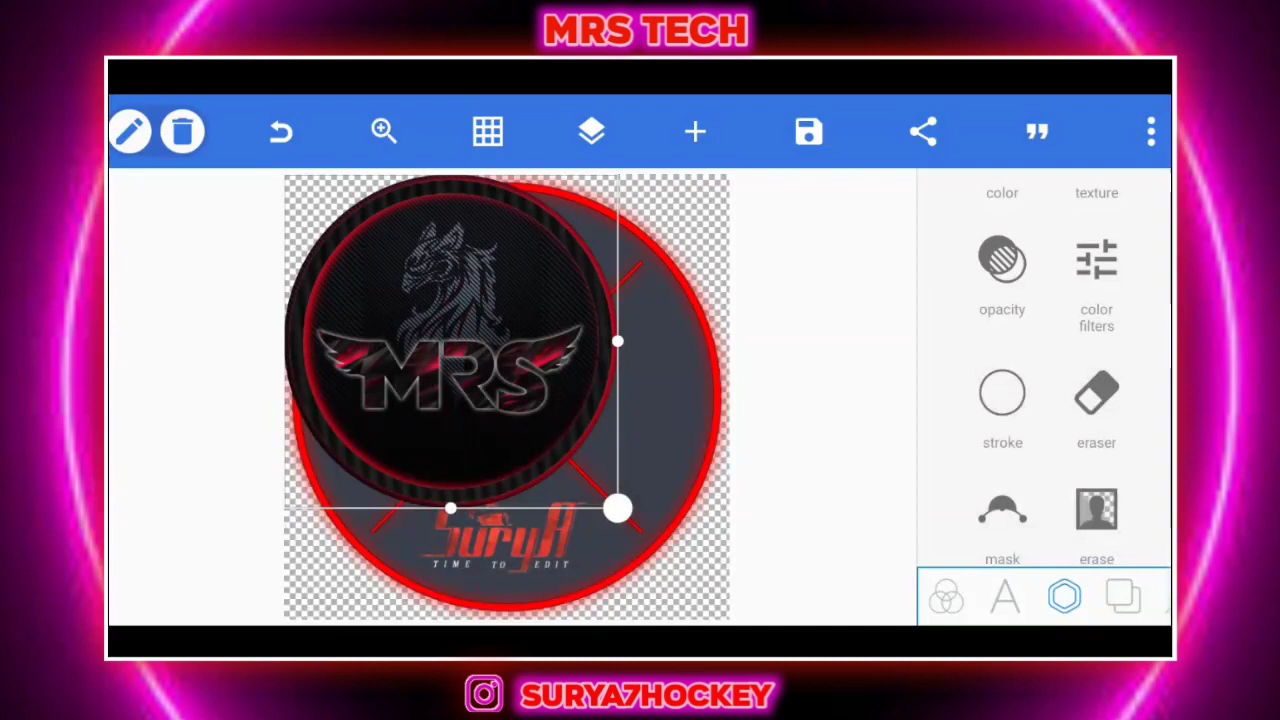 MRS TECH
color
texture
opacity
color
filters
stroke
eraser
mask
erase
MRS
SuryA
TIME TO EDIT
SURYA7HOCKEY